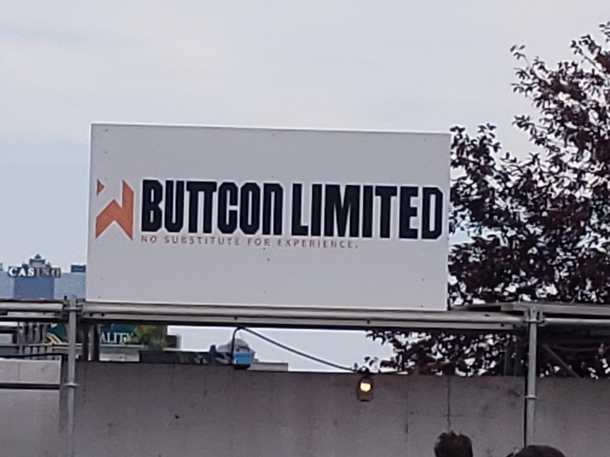 BUTTCON LIMITED
NO SUBSTITUTE FOR EXPERIENCE.
CASINO